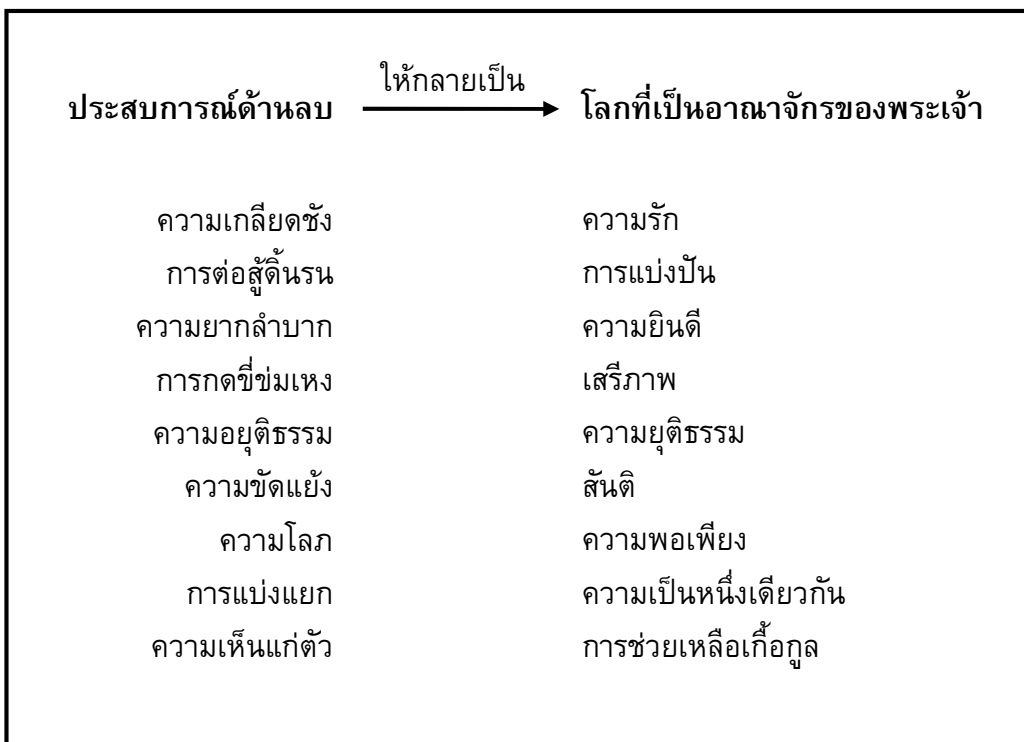 ให้กลายเป็น
ประสบการณ์ด้านลบ โลกที่เป็นอาณาจักรของพระเจ้า
ความเกลียดชัง ความรัก
การต่อสู้ดิ้นรน การแบ่งปัน
ความยากลำบาก ความยินดี
การกดขี่ข่มเหง เสรีภาพ
ความอยุติธรรม ความยุติธรรม
ความขัดแย้ง สันติ
ความโลภ ความพอเพียง
การแบ่งแยก ความเป็นหนึ่งเดียวกัน
ความเห็นแก่ตัว การช่วยเหลือเกื้อกูล